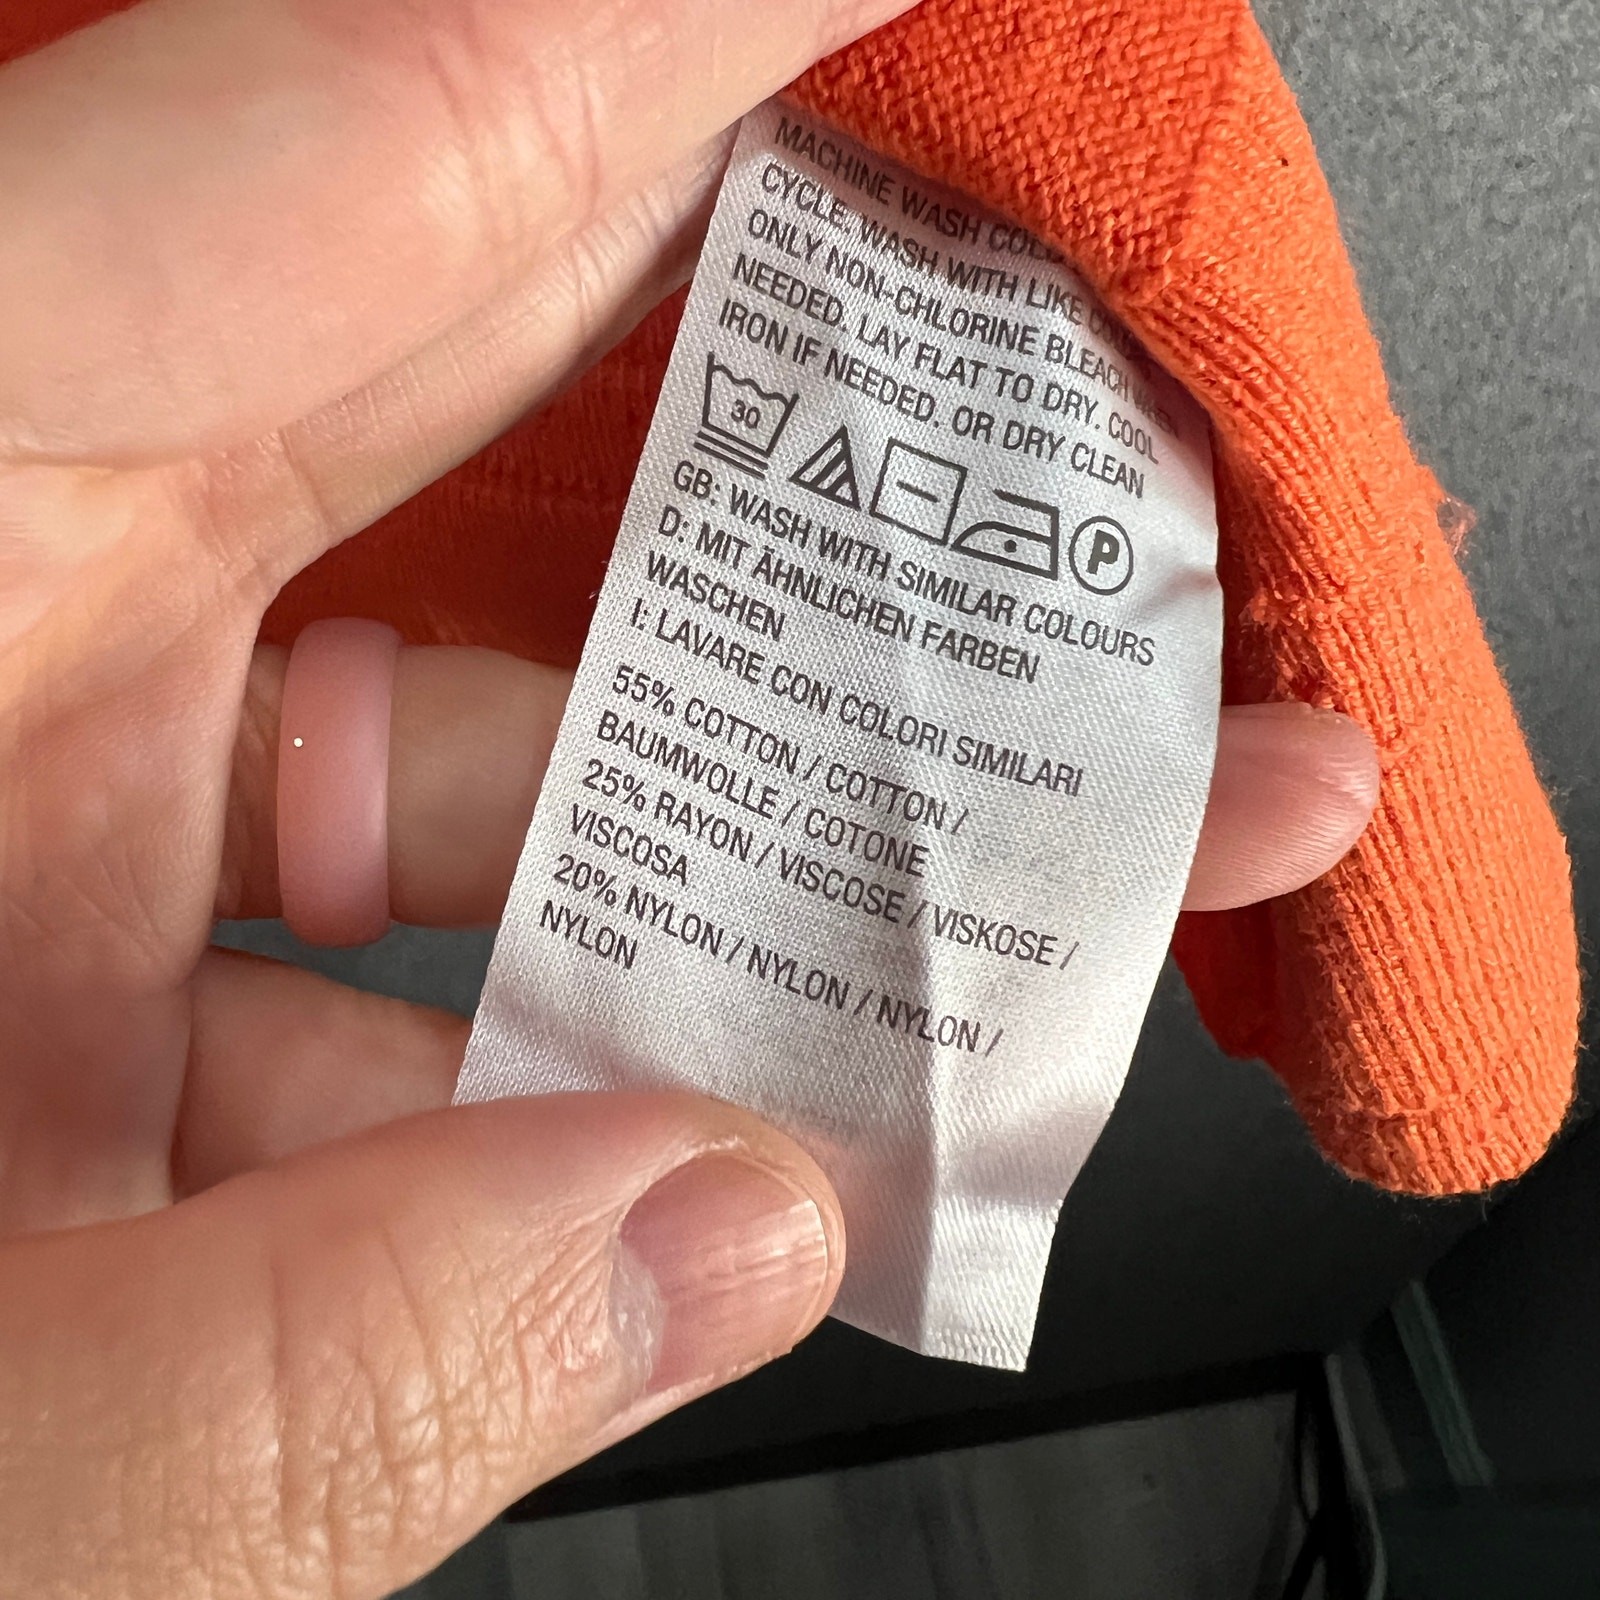 MACHINE WASH COLD
CYCLE. WASH WITH LIKE
ONLY NON-CHLORINE BLEACH WHEN
NEEDED. LAY FLAT TO DRY. COOL
IRON IF NEEDED. OR DRY CLEAN
30
P
GB: WASH WITH SIMILAR COLOURS
D: MIT ÄHNLICHEN FARBEN
WASCHEN
I: LAVARE CON COLORI SIMILARI
55% COTTON / COTTON /
BAUMWOLLE / COTONE
25% RAYON / VISCOSE / VISKOSE /
VISCOSA
20% NYLON / NYLON / NYLON /
NYLON